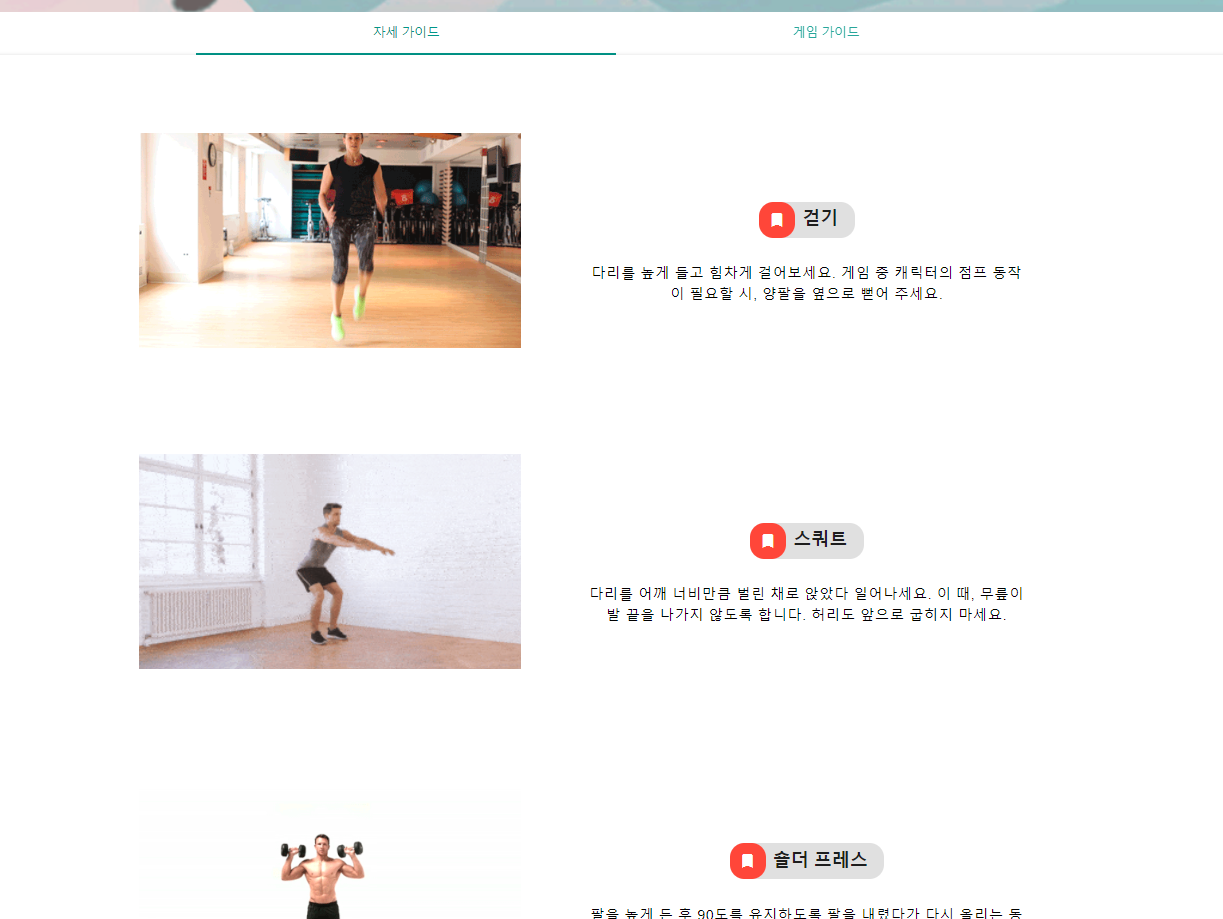 자세 가이드
게임 가이드
걷기
다리를 높게 들고 힘차게 걸어보세요. 게임 중 캐릭터의 점프 동작
이 필요할 시, 양팔을 옆으로 뻗어 주세요.
스쿼트
다리를 어깨 너비만큼 벌린 채로 앉았다 일어나세요. 이 때, 무릎이
발 끝을 나가지 않도록 합니다. 허리도 앞으로 굽히지 마세요.
숄더 프레스
팔을 높게 든 후 90도를 유지하도록 팔을 내렸다가 다시 올리는 동